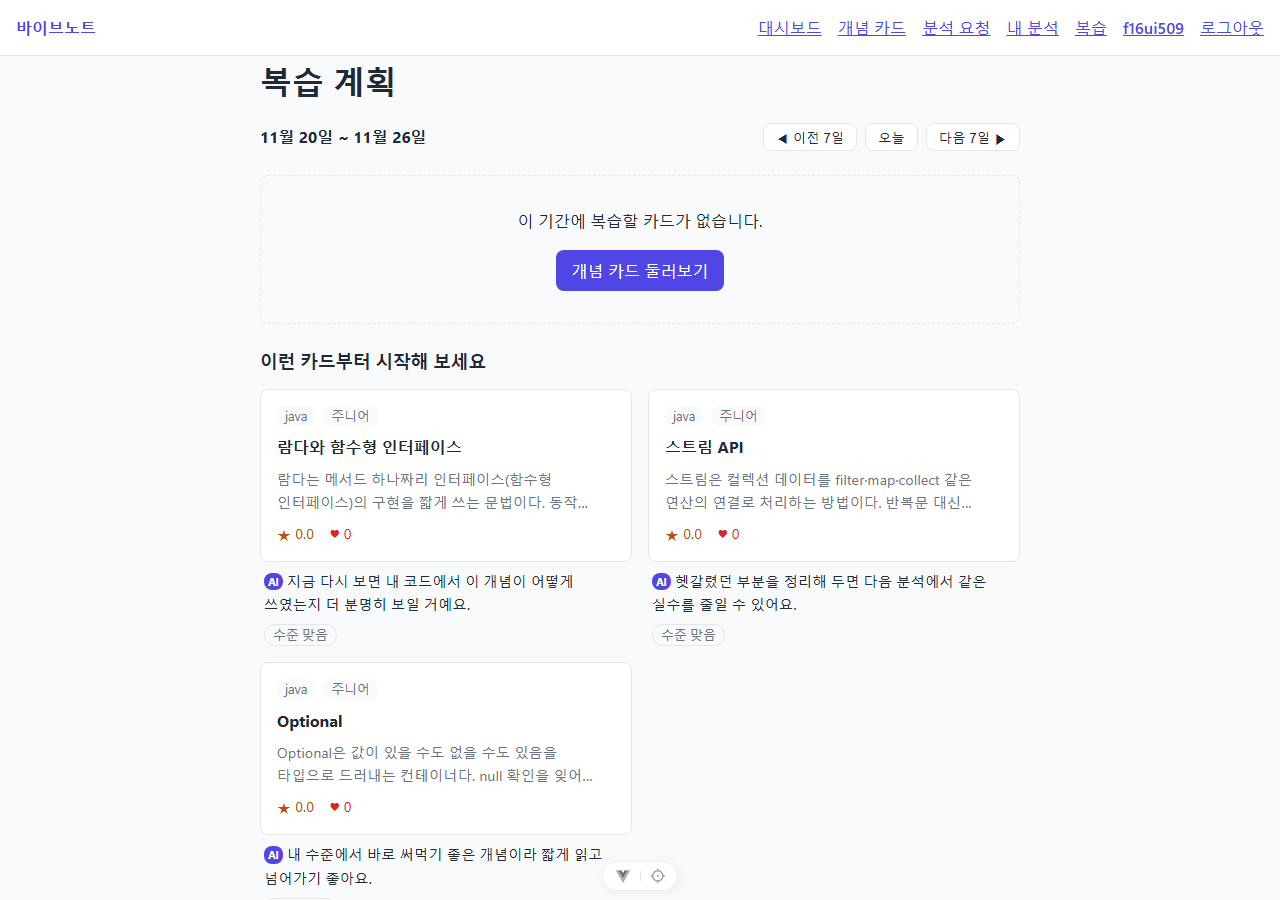 바이브노트
대시보드 개념 카드 분석 요청 내 분석 복습 f16ui509 로그아웃
복습 계획
11월 20일 ~ 11월 26일
◀ 이전 7일 오늘 다음 7일 ▶
이 기간에 복습할 카드가 없습니다.
개념 카드 둘러보기
이런 카드부터 시작해 보세요
java 주니어
람다와 함수형 인터페이스
람다는 메서드 하나짜리 인터페이스(함수형
인터페이스)의 구현을 짧게 쓰는 문법이다. 동작...
★ 0.0 ♥ 0
AI 지금 다시 보면 내 코드에서 이 개념이 어떻게
쓰였는지 더 분명히 보일 거예요.
수준 맞음
java 주니어
스트림 API
스트림은 컬렉션 데이터를 filter·map·collect 같은
연산의 연결로 처리하는 방법이다. 반복문 대신...
★ 0.0 ♥ 0
AI 헷갈렸던 부분을 정리해 두면 다음 분석에서 같은
실수를 줄일 수 있어요.
수준 맞음
java 주니어
Optional
Optional은 값이 있을 수도 없을 수도 있음을
타입으로 드러내는 컨테이너다. null 확인을 잊어...
★ 0.0 ♥ 0
AI 내 수준에서 바로 써먹기 좋은 개념이라 짧게 읽고
넘어가기 좋아요.